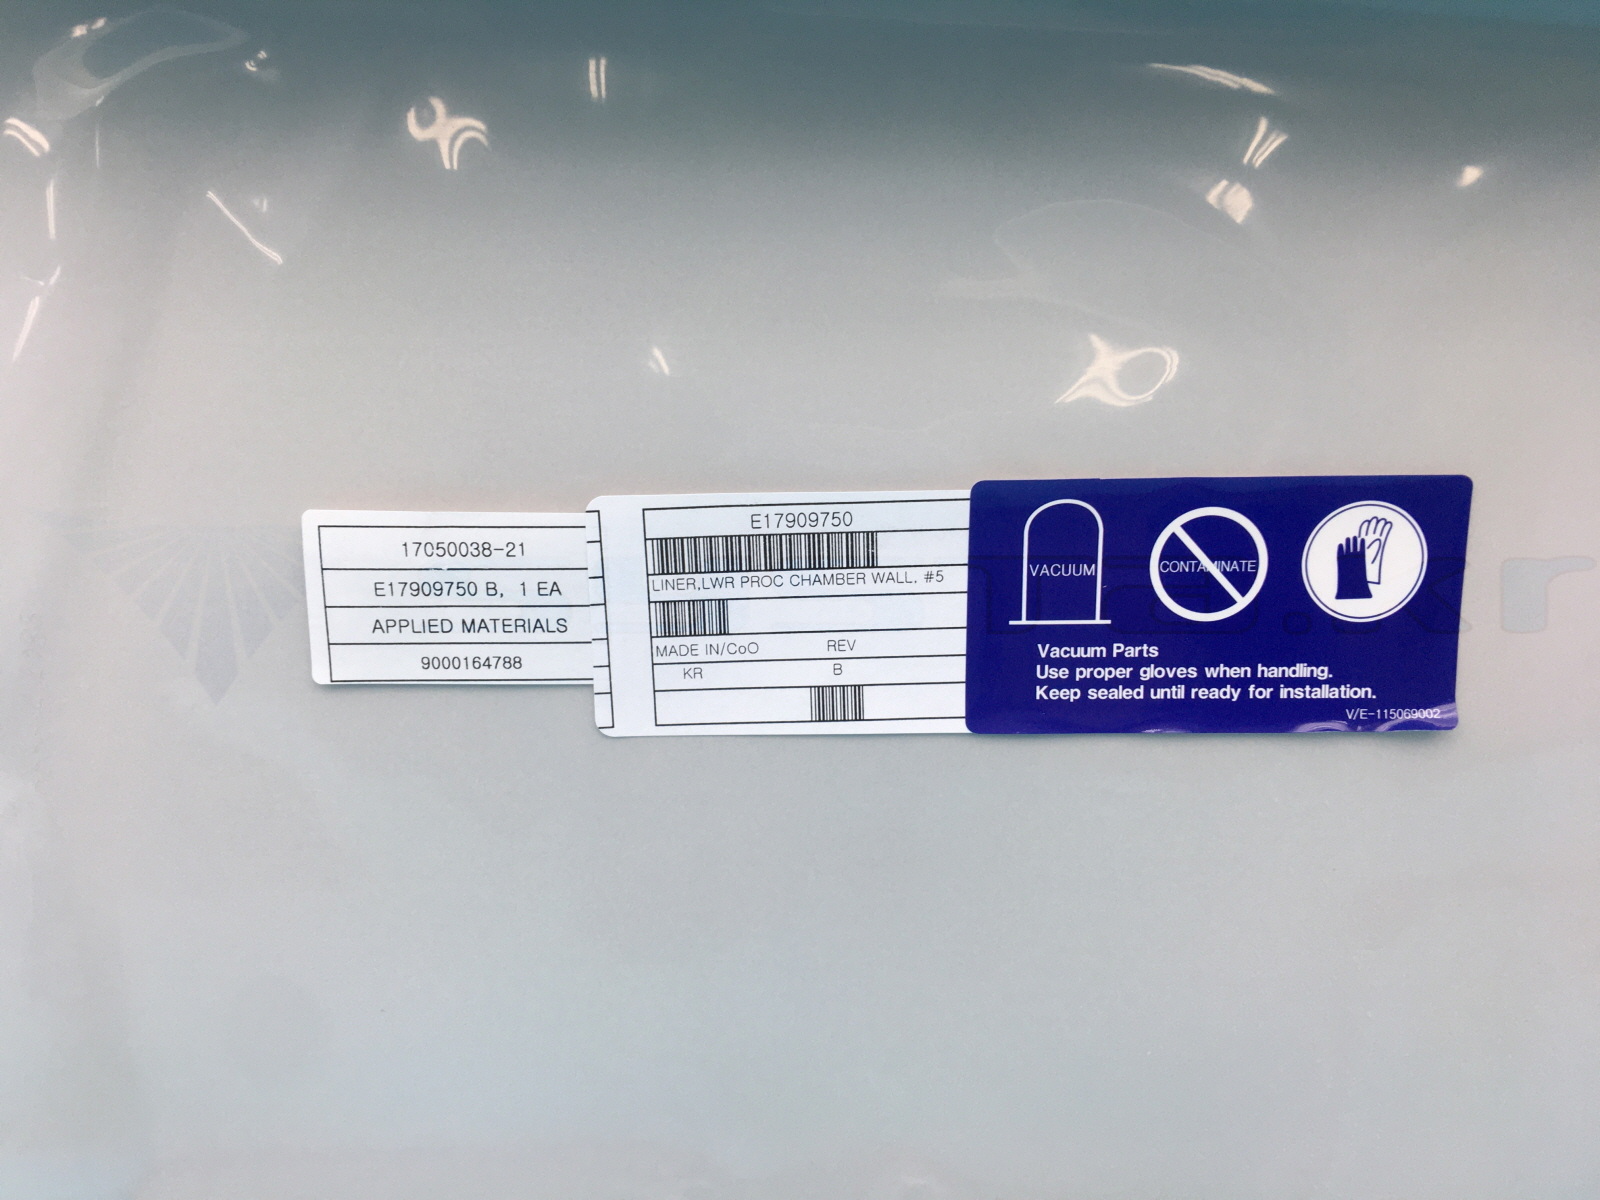 17050038-21
E17909750 B, 1 EA
APPLIED MATERIALS
9000164788
E17909750
LINER,LWR PROC CHAMBER WALL. #5
MADE IN/CoO REV
KR B
VACUUM
CONTAMINATE
Vacuum Parts
Use proper gloves when handling.
Keep sealed until ready for installation.
V/E-115069002